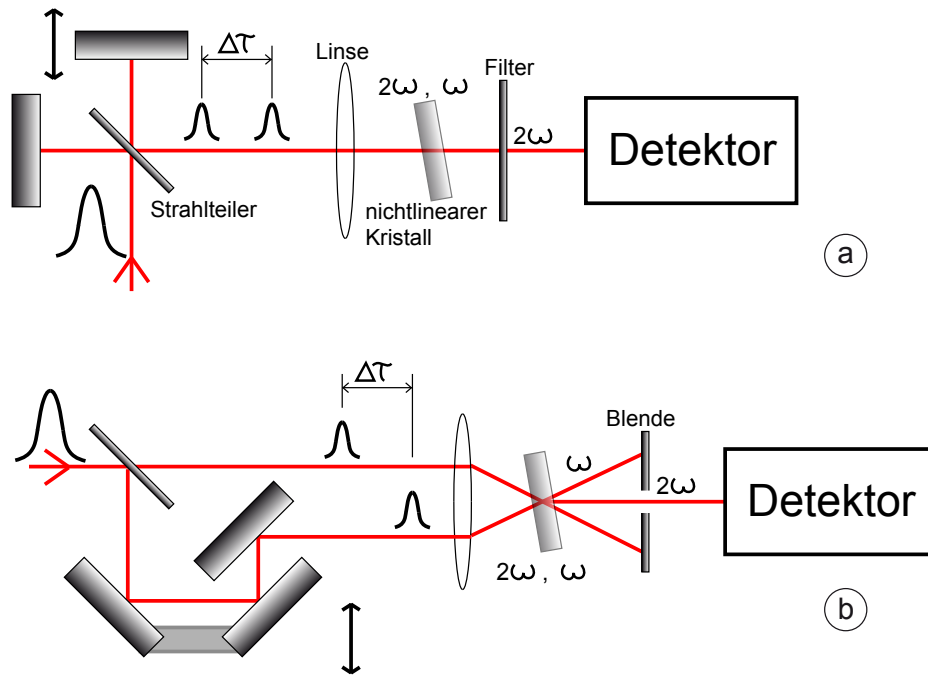 Δτ
Linse
2ω , ω
Filter
2ω
Detektor
Strahlteiler
nichtlinearer
Kristall
a
Δτ
Blende
ω
2ω
Detektor
2ω , ω
b